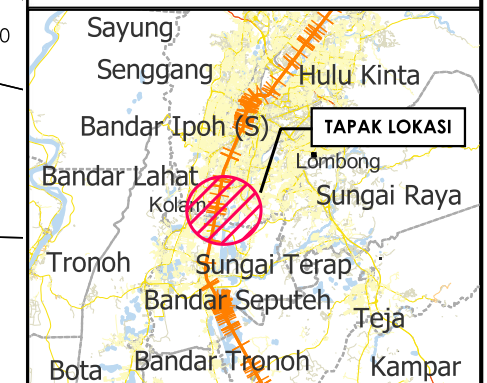 0
Sayung
Senggang
Hulu Kinta
Bandar Ipoh (S)
TAPAK LOKASI
Lombong
Bandar Lahat
Kolam
Sungai Raya
Tronoh
Sungai Terap
Bandar Seputeh
Teja
Bandar Tronoh
Bota
Kampar